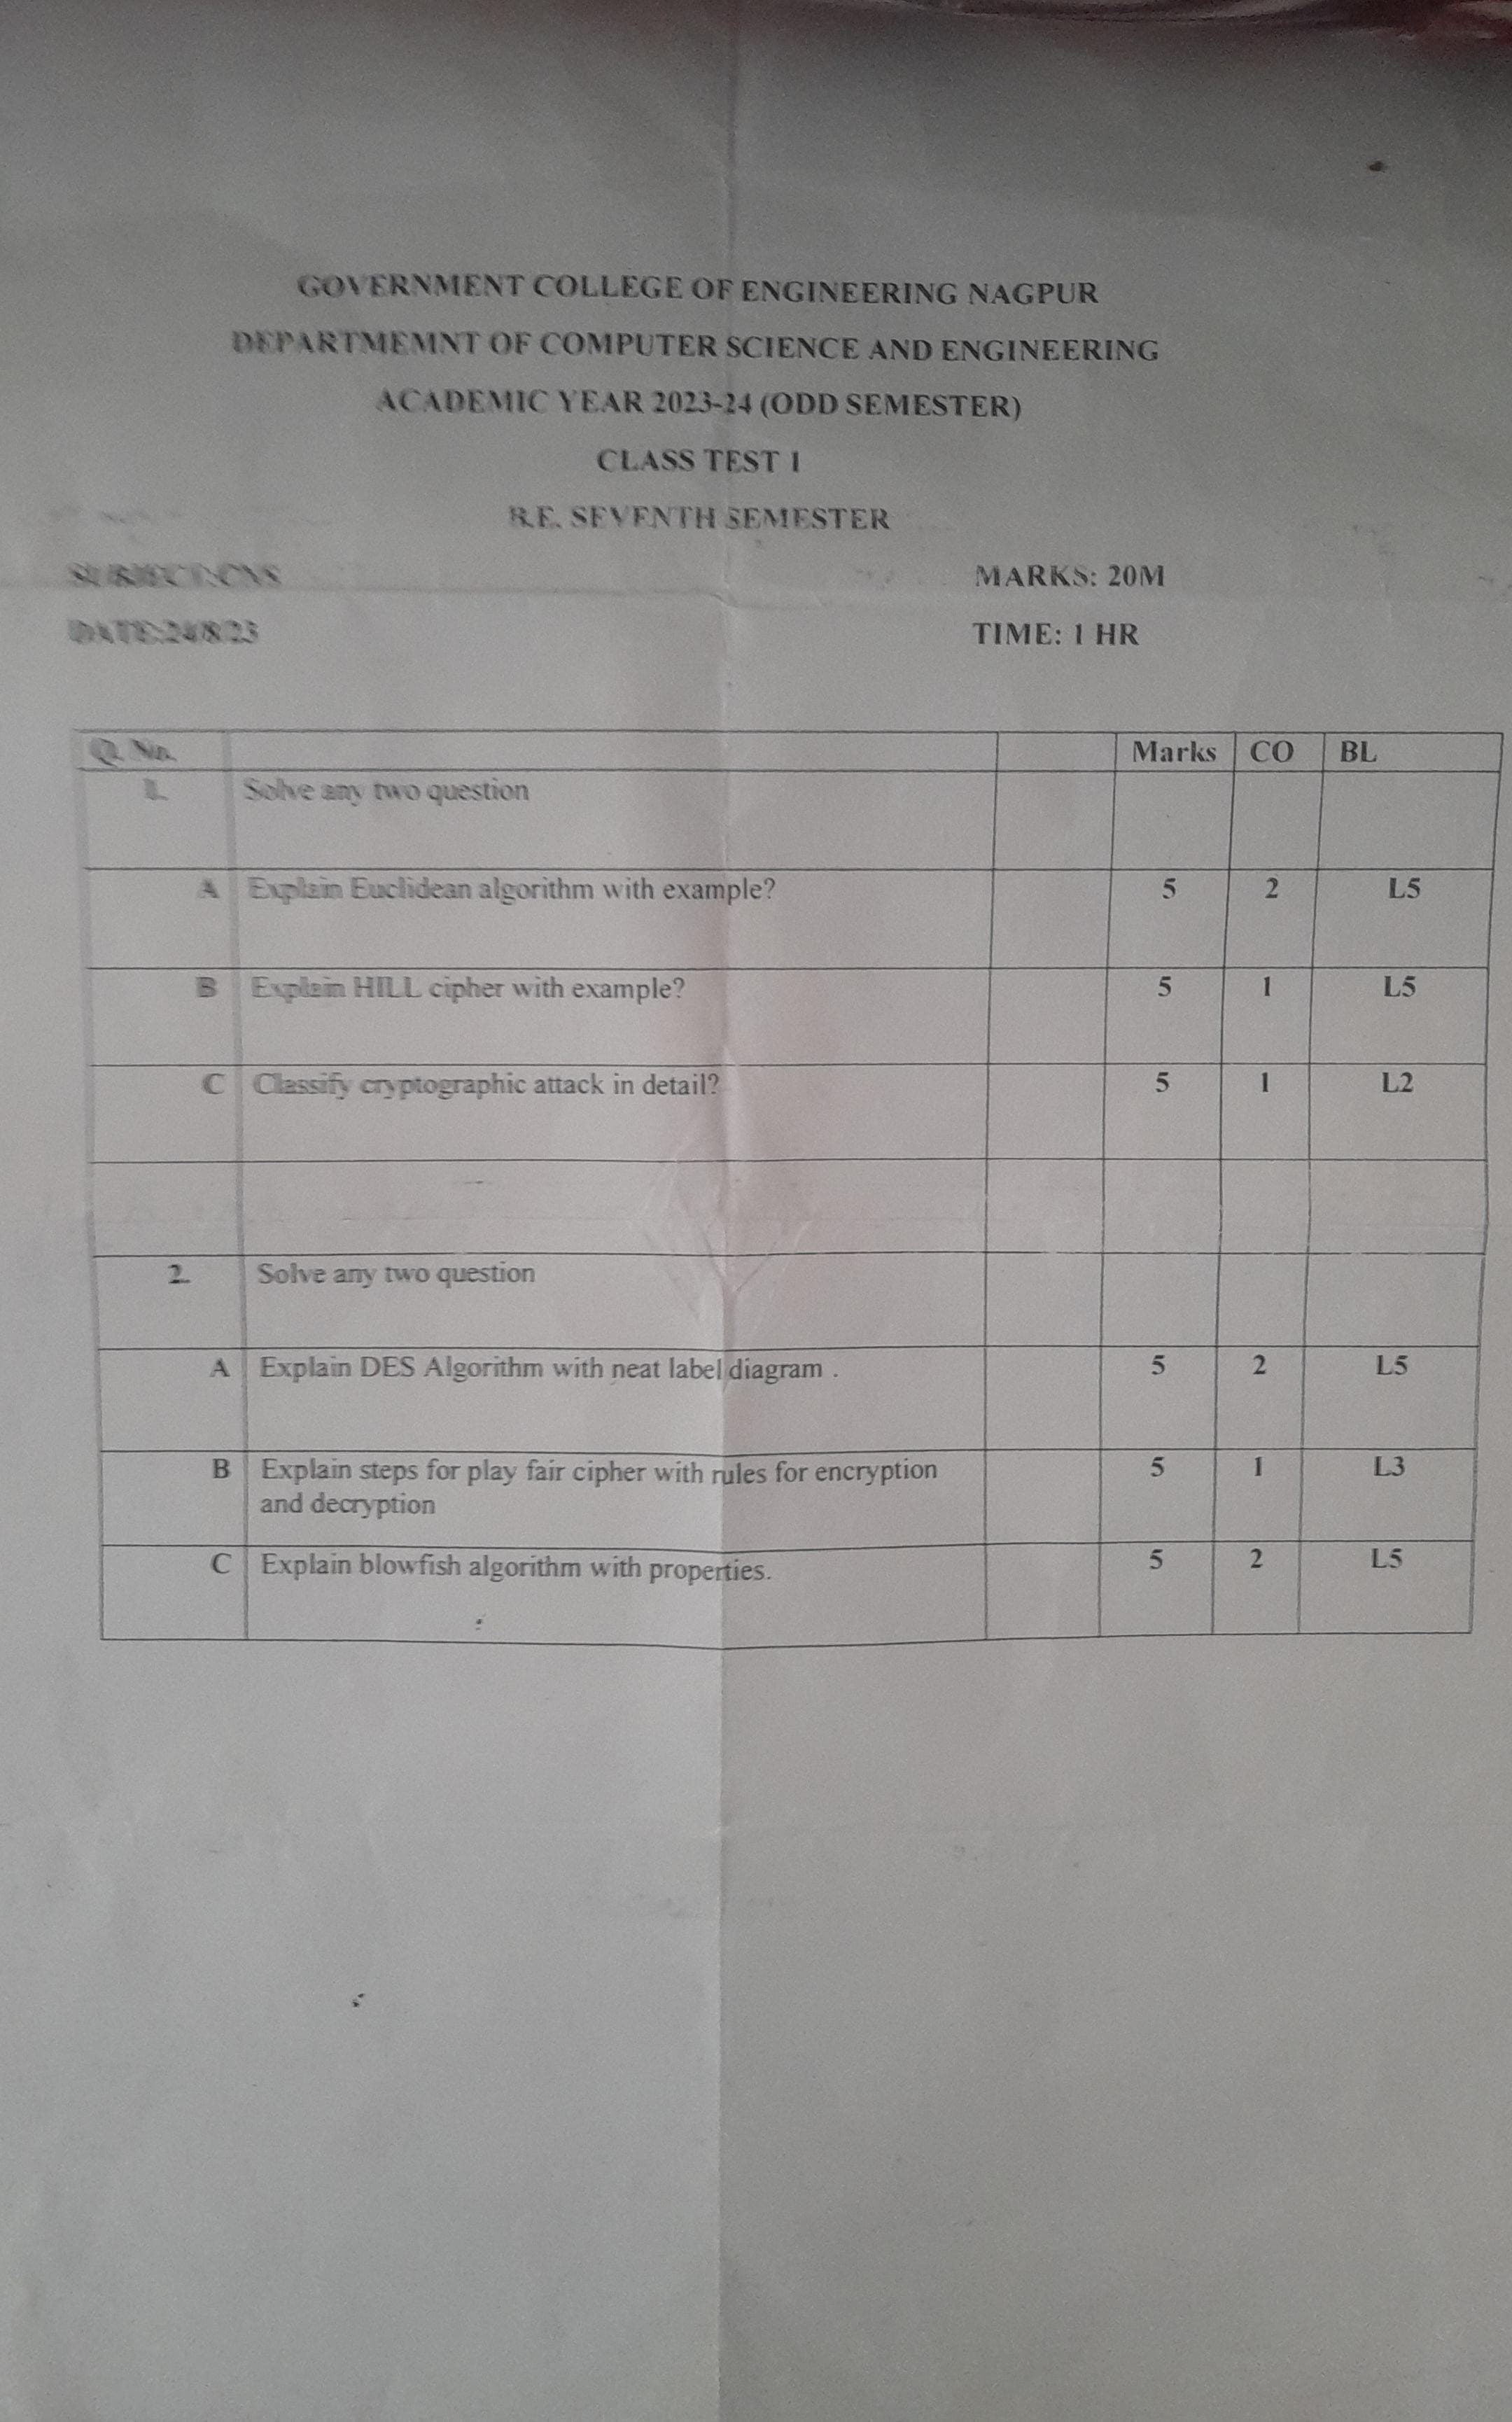 GOVERNMENT COLLEGE OF ENGINEERING NAGPUR
DEPARTMEMNT OF COMPUTER SCIENCE AND ENGINEERING
ACADEMIC YEAR 2023-24 (ODD SEMESTER)
CLASS TEST 1
B.E. SEVENTH SEMESTER
SUBJECT:CNS MARKS: 20M
DATE:24/8/23 TIME: 1 HR
Q. No. Marks CO BL
1. Solve any two question
A Explain Euclidean algorithm with example? 5 2 L5
B Explain HILL cipher with example? 5 1 L5
C Classify cryptographic attack in detail? 5 1 L2
2. Solve any two question
A Explain DES Algorithm with neat label diagram . 5 2 L5
B Explain steps for play fair cipher with rules for encryption 5 1 L3
and decryption
C Explain blowfish algorithm with properties. 5 2 L5